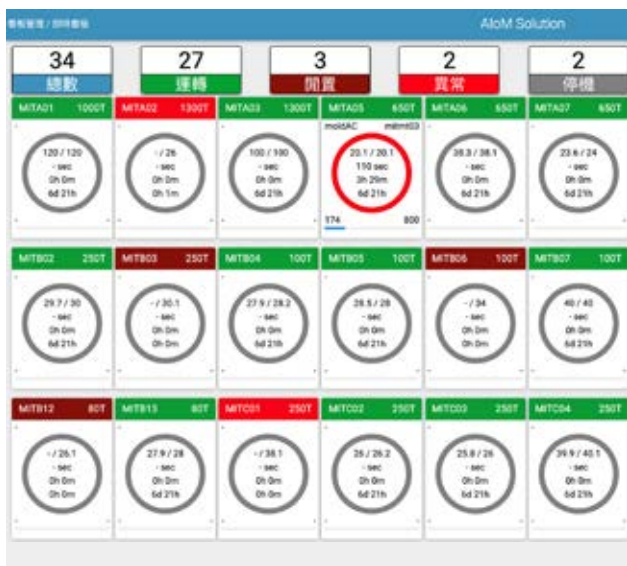 看板管理 / 即時看板 AIoM Solution
34 27 3 2 2
總數 運轉 閒置 異常 停機
MITA01 1000T MITA02 1300T MITA03 1300T MITA05 650T MITA06 650T MITA07 650T
moldAC
120 / 120 - / 26 100 / 100 20.1 / 20.1 38.3 / 38.1 23.6 / 24
- sec - sec - sec 110 sec - sec - sec
0h 0m 0h 0m 0h 0m 3h 29m 0h 0m 0h 0m
6d 21h 0h 1m 6d 21h 6d 21h 6d 21h 6d 21h
174 800
MITB02 250T MITB03 250T MITB04 100T MITB05 100T MITB06 100T MITB07 100T
29.7 / 30 - / 30.1 27.9 / 28.2 28.5 / 28 - / 34 40 / 40
- sec - sec - sec - sec - sec - sec
0h 0m 0h 0m 0h 0m 0h 0m 0h 0m 0h 0m
6d 21h 0h 0m 6d 21h 6d 21h 0h 0m 6d 21h
MITB12 80T MITB13 80T MITC01 250T MITC02 250T MITC03 250T MITC04 250T
- / 26.1 27.9 / 28 - / 38.1 26 / 26.2 25.8 / 26 39.9 / 40.1
- sec - sec - sec - sec - sec - sec
0h 0m 0h 0m 0h 0m 0h 0m 0h 0m 0h 0m
0h 0m 6d 21h 0h 0m 6d 21h 6d 21h 6d 21h